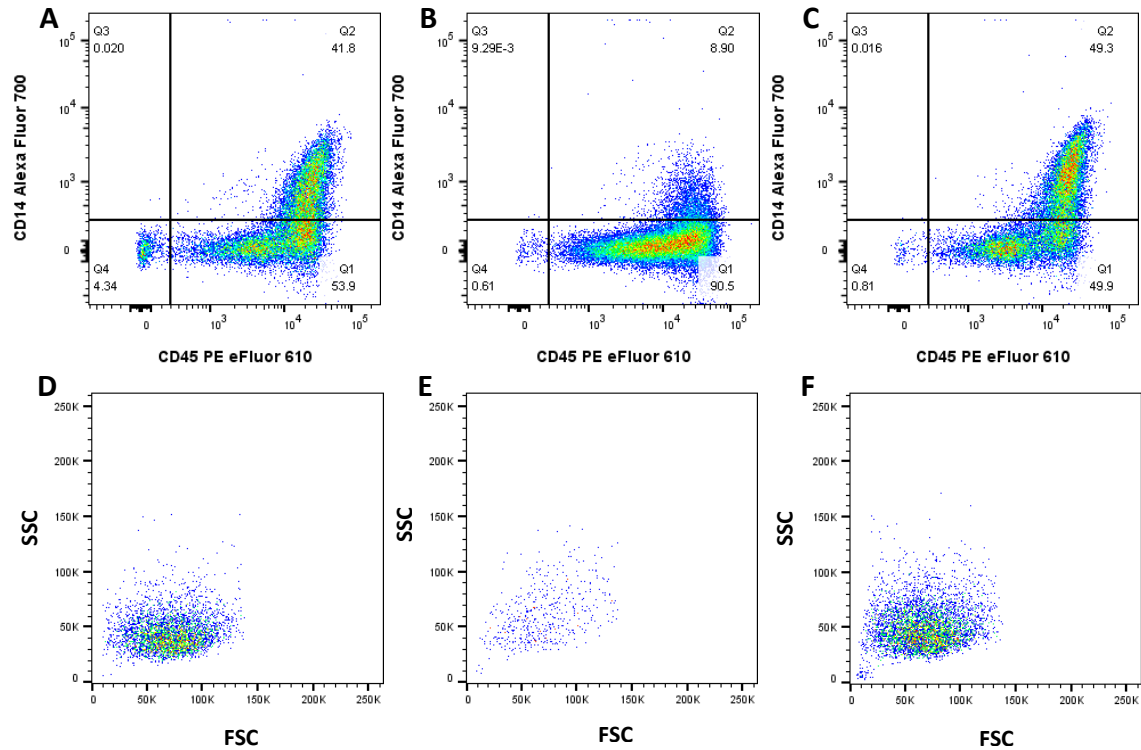 A
B
C
Q3
0.020
Q2
41.8
Q4
4.34
Q1
53.9
10^5
10^4
10^3
0
0
10^3
10^4
10^5
CD14 Alexa Fluor 700
CD45 PE eFluor 610
Q3
9.29E-3
Q2
8.90
Q4
0.61
Q1
90.5
10^5
10^4
10^3
0
0
10^3
10^4
10^5
CD14 Alexa Fluor 700
CD45 PE eFluor 610
Q3
0.016
Q2
49.3
Q4
0.81
Q1
49.9
10^5
10^4
10^3
0
0
10^3
10^4
10^5
CD14 Alexa Fluor 700
CD45 PE eFluor 610
D
E
F
250K
200K
150K
100K
50K
0
0 50K 100K 150K 200K 250K
SSC
FSC
250K
200K
150K
100K
50K
0
0 50K 100K 150K 200K 250K
SSC
FSC
250K
200K
150K
100K
50K
0
0 50K 100K 150K 200K 250K
SSC
FSC